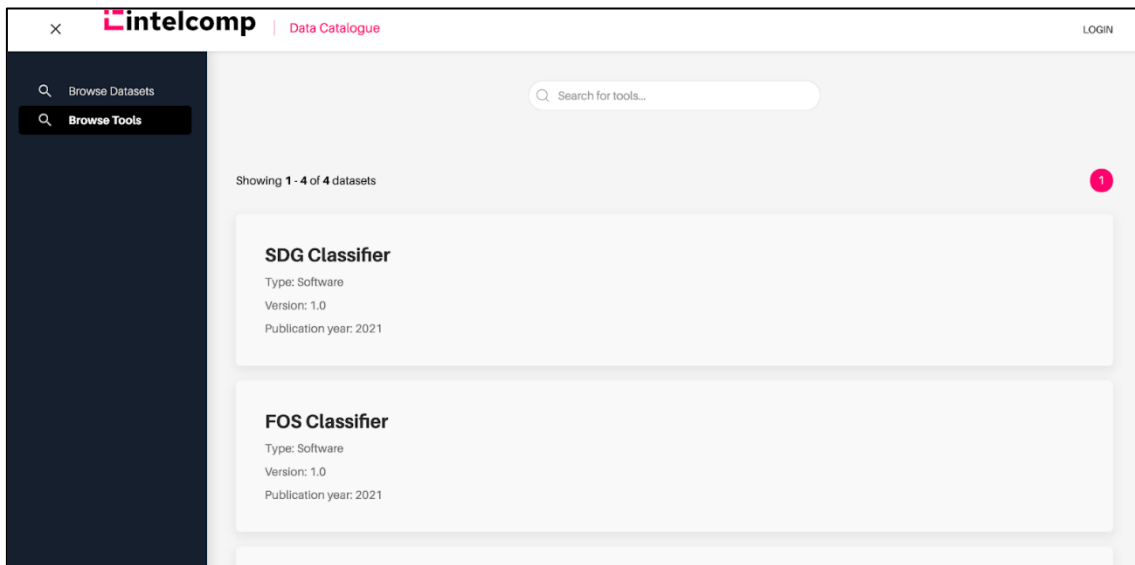 intelcomp
Data Catalogue
LOGIN
Browse Datasets
Browse Tools
Search for tools...
Showing 1 - 4 of 4 datasets
1
SDG Classifier
Type: Software
Version: 1.0
Publication year: 2021
FOS Classifier
Type: Software
Version: 1.0
Publication year: 2021